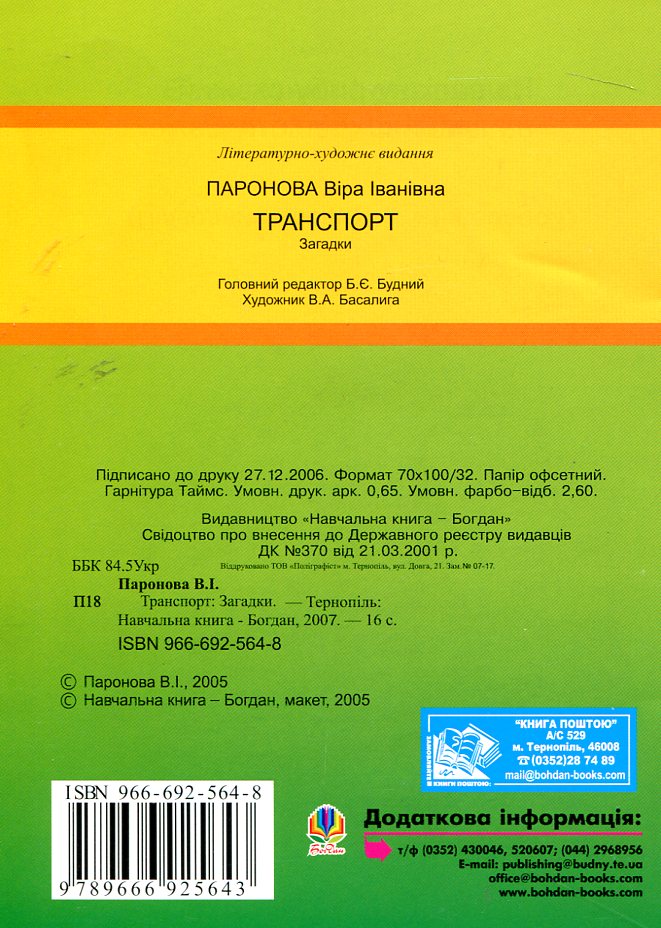 Літературно-художнє видання
ПАРОНОВА Віра Іванівна
ТРАНСПОРТ
Загадки
Головний редактор Б.Є. Будний
Художник В.А. Басалига
Підписано до друку 27.12.2006. Формат 70х100/32. Папір офсетний.
Гарнітура Таймс. Умовн. друк. арк. 0,65. Умовн. фарбо-відб. 2,60.
Видавництво «Навчальна книга – Богдан»
Свідоцтво про внесення до Державного реєстру видавців
ДК №370 від 21.03.2001 р.
ББК 84.5Укр
Віддруковано ТОВ «Поліграфіст» м. Тернопіль, вул. Довга, 21. Зам.№ 07-17.
Паронова В.І.
П18 Транспорт: Загадки. — Тернопіль:
Навчальна книга - Богдан, 2007. — 16 с.
ISBN 966-692-564-8
© Паронова В.І., 2005
© Навчальна книга – Богдан, макет, 2005
ЗАМОВЛЯЙТЕ
КНИГИ ПОШТОЮ:
“КНИГА ПОШТОЮ”
А/С 529
м. Тернопіль, 46008
☎(0352)28 74 89
mail@bohdan-books.com
ISBN 966-692-564-8
9 789666 925643
Богдан
Додаткова інформація:
т/ф (0352) 430046, 520607; (044) 2968956
E-mail: publishing@budny.te.ua
office@bohdan-books.com
www.bohdan-books.com